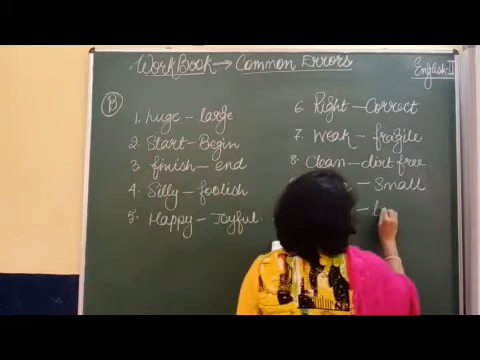 WorkBook → Common Errors
English-II
B
1. huge - large
2. Start - Begin
3. finish - end
4. Silly - foolish
5. Happy - Joyful.
6. Right - Correct
7. Weak - fragile
8. Clean - dirt free
- Small
-